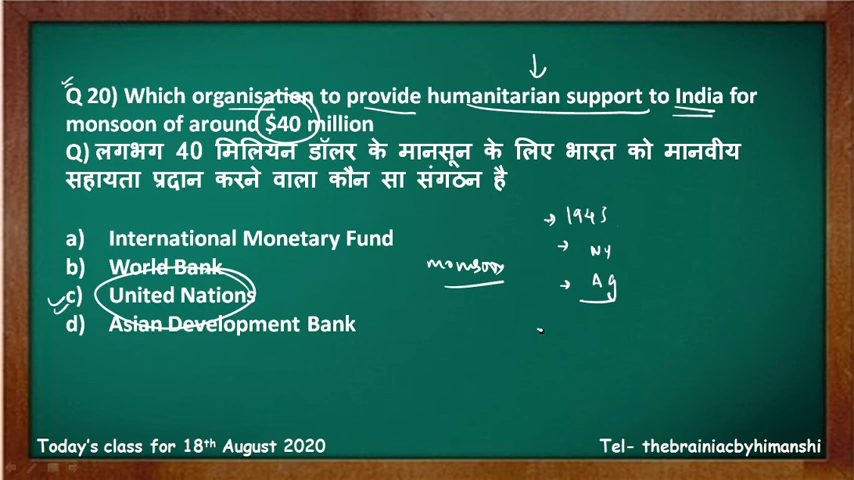 Q 20) Which organisation to provide humanitarian support to India for
monsoon of around $40 million
Q) लगभग 40 मिलियन डॉलर के मानसून के लिए भारत को मानवीय
सहायता प्रदान करने वाला कौन सा संगठन है
a) International Monetary Fund
b) World Bank
c) United Nations
d) Asian Development Bank
monsoon
→ 1945
→ NY
→ Ag
Today's class for 18th August 2020
Tel- thebrainiacbyhimanshi